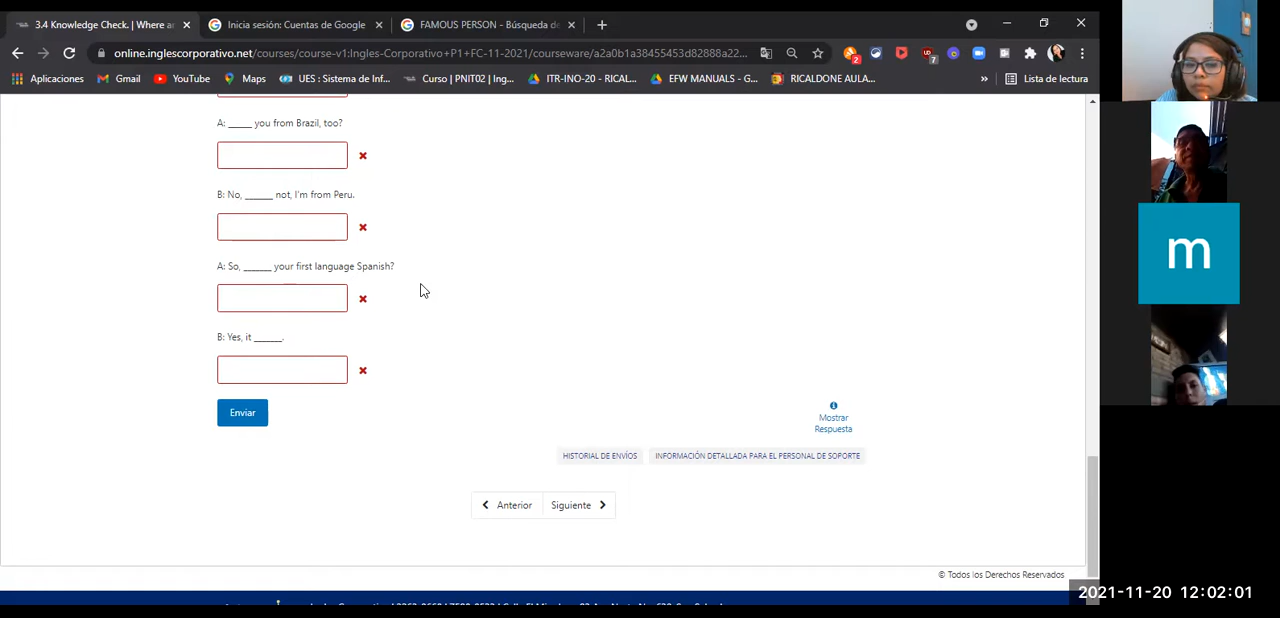 3.4 Knowledge Check. | Where ar
Inicia sesión: Cuentas de Google
FAMOUS PERSON - Búsqueda de
online.inglescorporativo.net/courses/course-v1:Ingles-Corporativo+P1+FC-11-2021/courseware/a2a0b1a38455453d82888a22...
Aplicaciones
Gmail
YouTube
Maps
UES : Sistema de Inf...
Curso | PNIT02 | Ing...
ITR-INO-20 - RICAL...
EFW MANUALS - G...
RICALDONE AULA...
»
Lista de lectura
A: _____ you from Brazil, too?
B: No, ______ not, I'm from Peru.
A: So, ______ your first language Spanish?
B: Yes, it ______.
Enviar
Mostrar
Respuesta
HISTORIAL DE ENVÍOS
INFORMACIÓN DETALLADA PARA EL PERSONAL DE SOPORTE
Anterior
Siguiente
© Todos los Derechos Reservados
m
2021-11-20 12:02:01